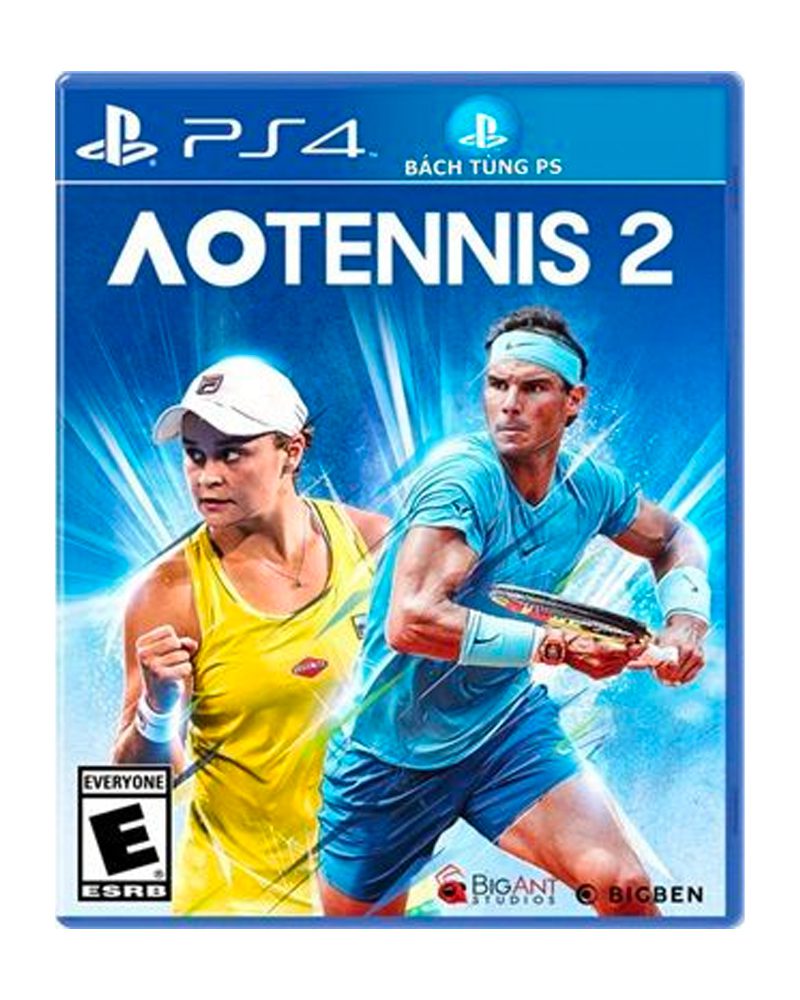 PS4
BÁCH TÙNG PS
AOTENNIS 2
EVERYONE
E
ESRB
BIGANT
STUDIOS
BIGBEN